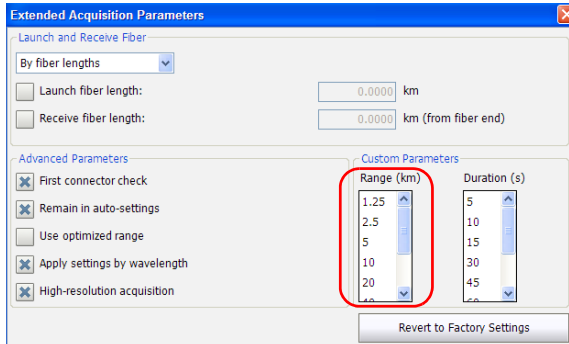 Extended Acquisition Parameters
Launch and Receive Fiber
By fiber lengths
Launch fiber length: 0.0000 km
Receive fiber length: 0.0000 km (from fiber end)
Advanced Parameters
First connector check
Remain in auto-settings
Use optimized range
Apply settings by wavelength
High-resolution acquisition
Custom Parameters
Range (km) Duration (s)
1.25 5
2.5 10
5 15
10 30
20 45
Revert to Factory Settings